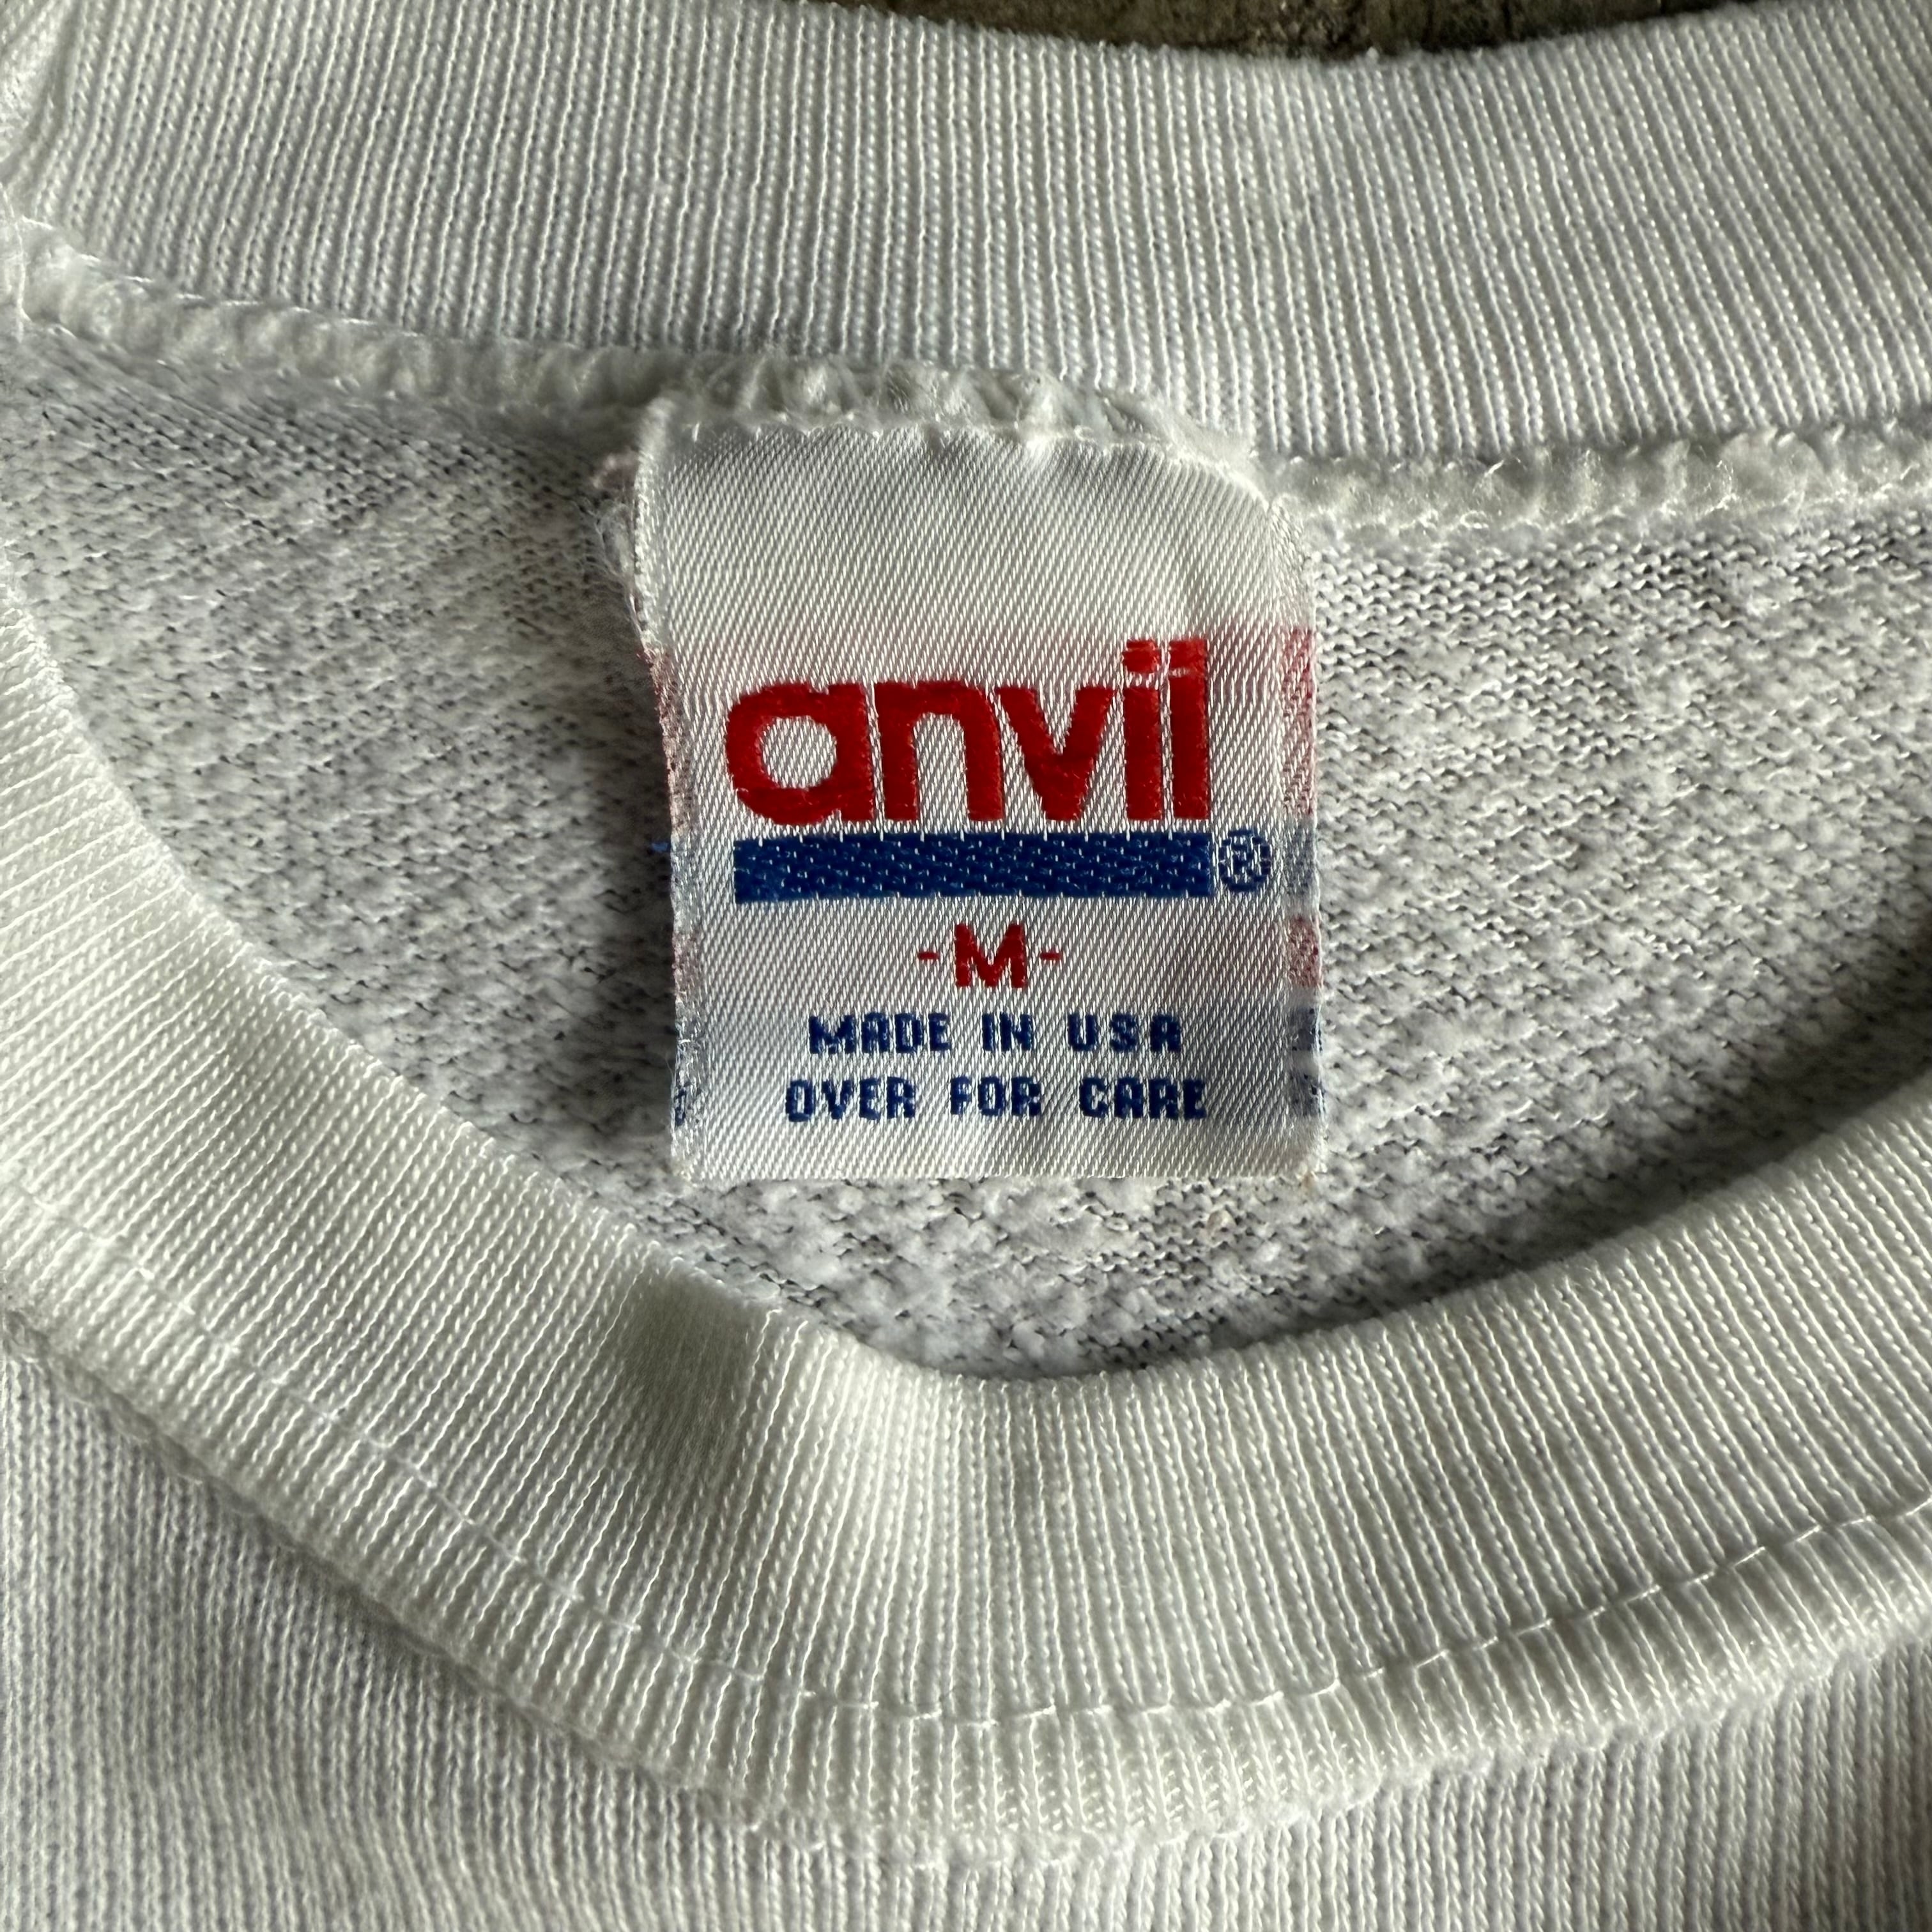 anvil
®
-M-
MADE IN USA
OVER FOR CARE